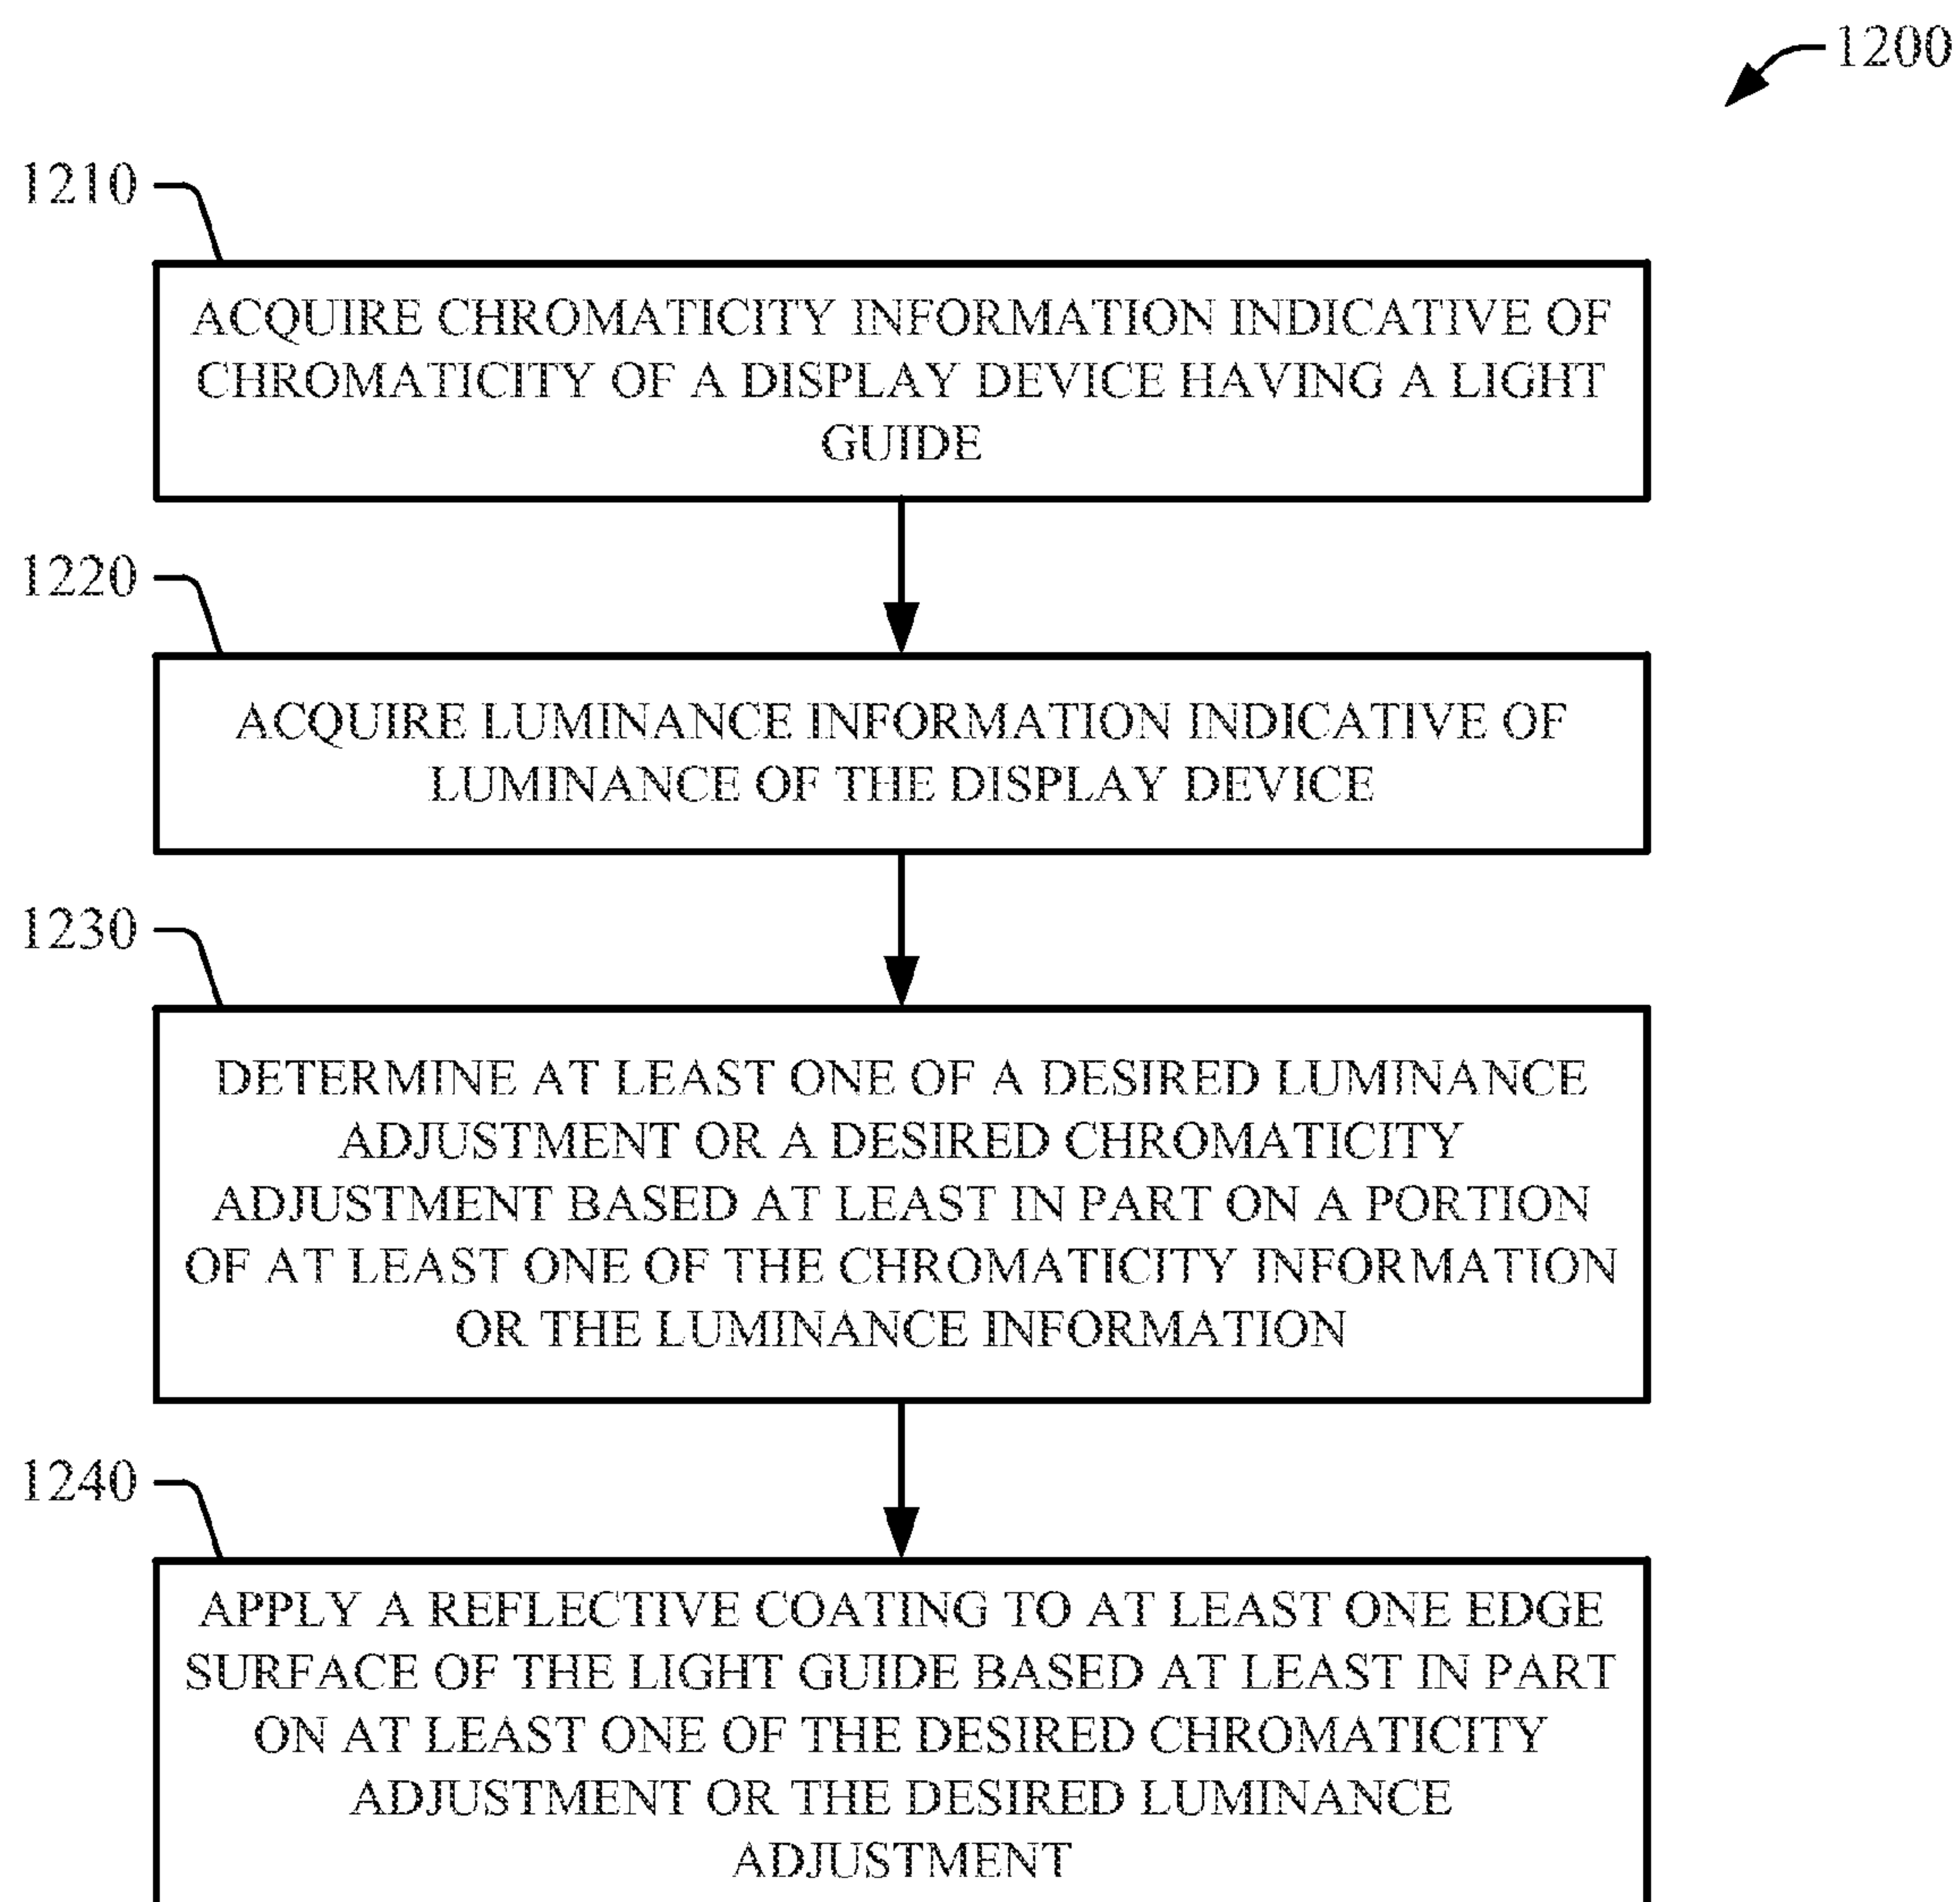 1200
1210
ACQUIRE CHROMATICITY INFORMATION INDICATIVE OF
CHROMATICITY OF A DISPLAY DEVICE HAVING A LIGHT
GUIDE
1220
ACQUIRE LUMINANCE INFORMATION INDICATIVE OF
LUMINANCE OF THE DISPLAY DEVICE
1230
DETERMINE AT LEAST ONE OF A DESIRED LUMINANCE
ADJUSTMENT OR A DESIRED CHROMATICITY
ADJUSTMENT BASED AT LEAST IN PART ON A PORTION
OF AT LEAST ONE OF THE CHROMATICITY INFORMATION
OR THE LUMINANCE INFORMATION
1240
APPLY A REFLECTIVE COATING TO AT LEAST ONE EDGE
SURFACE OF THE LIGHT GUIDE BASED AT LEAST IN PART
ON AT LEAST ONE OF THE DESIRED CHROMATICITY
ADJUSTMENT OR THE DESIRED LUMINANCE
ADJUSTMENT